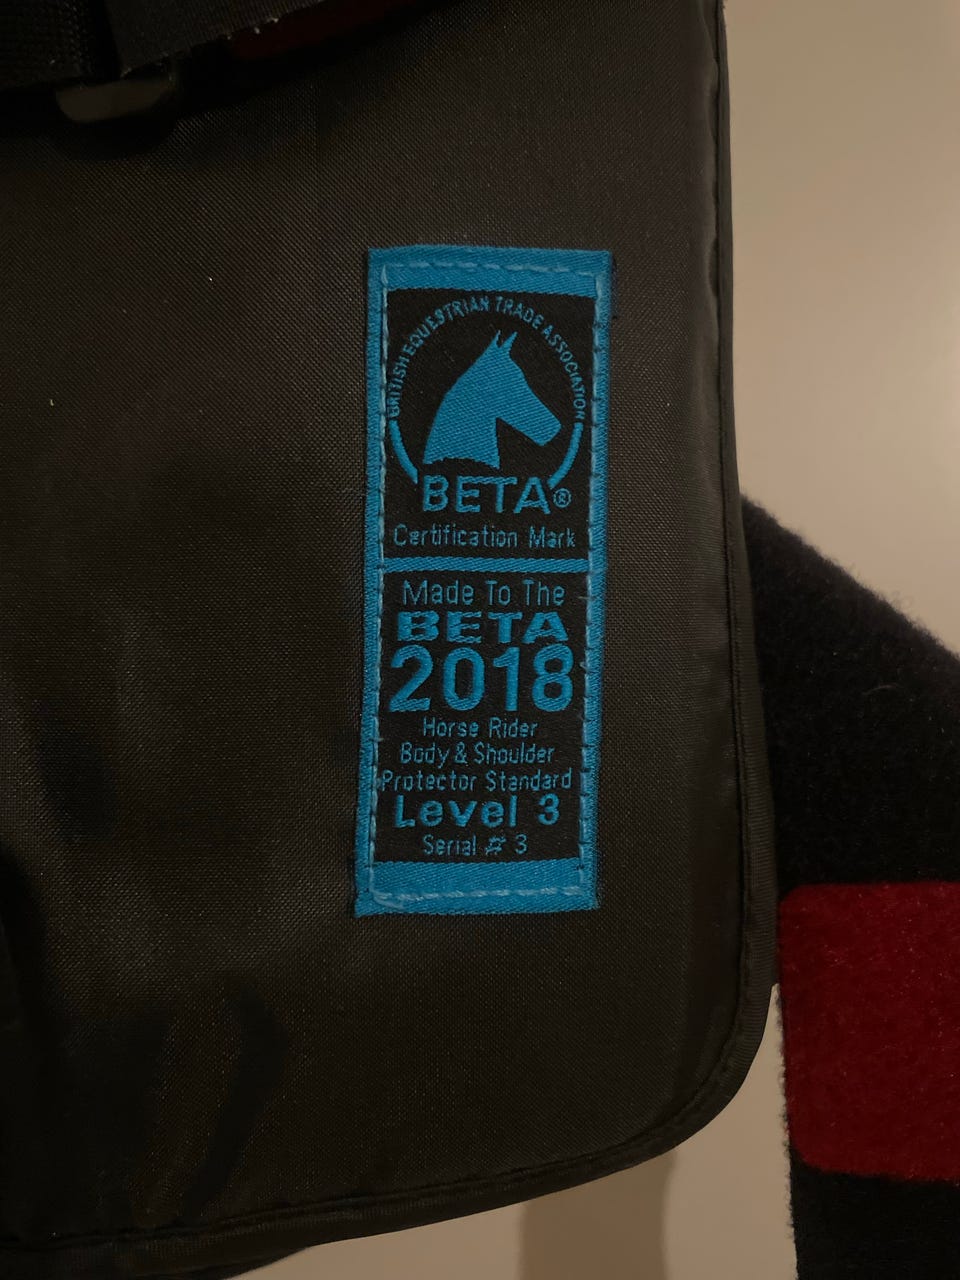 BRITISH EQUESTRIAN TRADE ASSOCIATION
BETA®
Certification Mark
Made To The
BETA
2018
Horse Rider
Body & Shoulder
Protector Standard
Level 3
Serial # 3